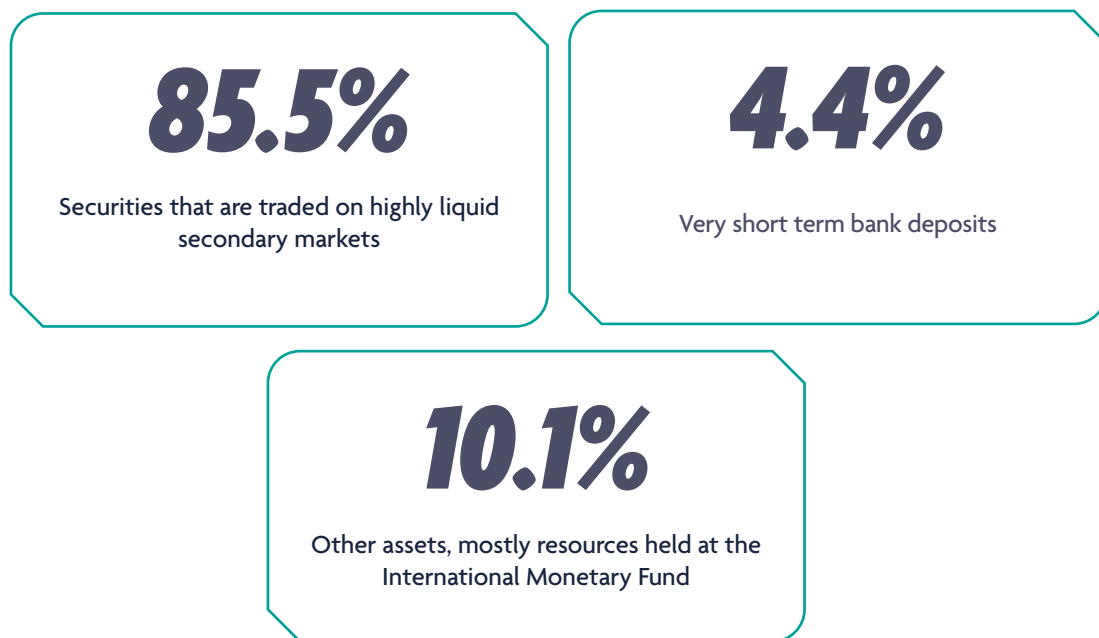 85.5%
Securities that are traded on highly liquid
secondary markets
4.4%
Very short term bank deposits
10.1%
Other assets, mostly resources held at the
International Monetary Fund